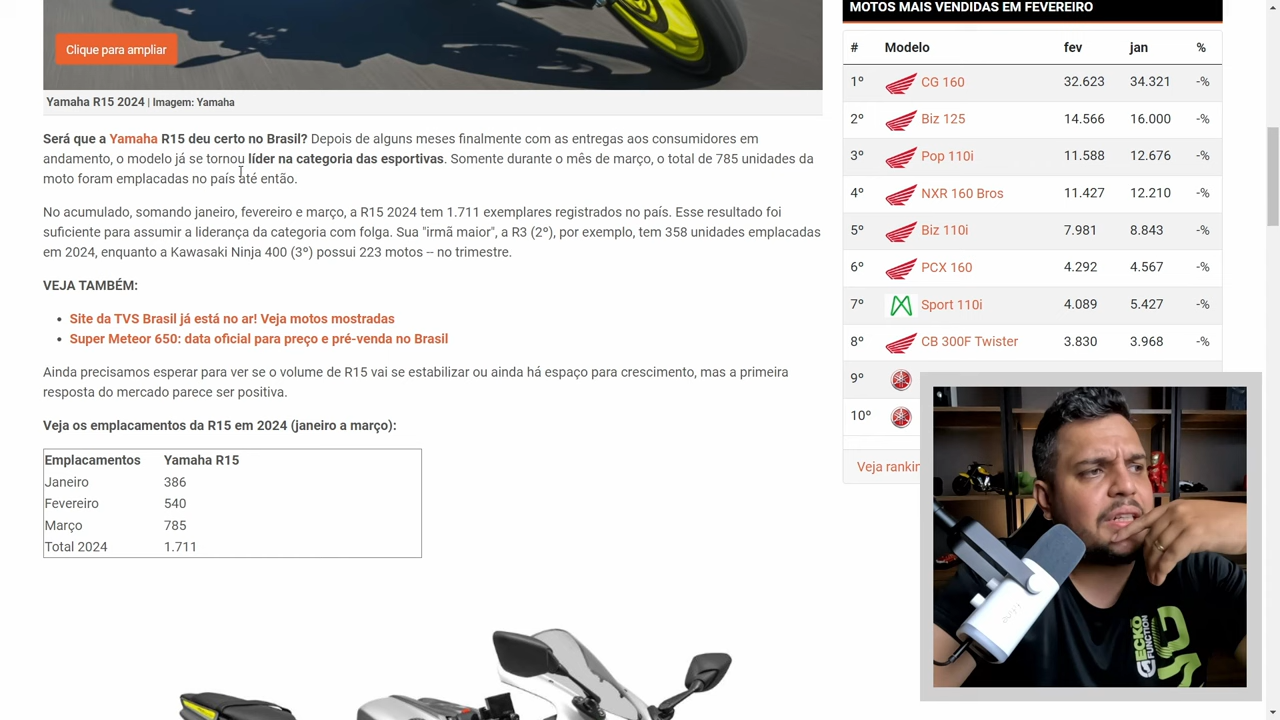 Clique para ampliar
Yamaha R15 2024 | Imagem: Yamaha
Será que a Yamaha R15 deu certo no Brasil? Depois de alguns meses finalmente com as entregas aos consumidores em
andamento, o modelo já se tornou líder na categoria das esportivas. Somente durante o mês de março, o total de 785 unidades da
moto foram emplacadas no país até então.
No acumulado, somando janeiro, fevereiro e março, a R15 2024 tem 1.711 exemplares registrados no país. Esse resultado foi
suficiente para assumir a liderança da categoria com folga. Sua "irmã maior", a R3 (2º), por exemplo, tem 358 unidades emplacadas
em 2024, enquanto a Kawasaki Ninja 400 (3º) possui 223 motos -- no trimestre.
VEJA TAMBÉM:
• Site da TVS Brasil já está no ar! Veja motos mostradas
• Super Meteor 650: data oficial para preço e pré-venda no Brasil
Ainda precisamos esperar para ver se o volume de R15 vai se estabilizar ou ainda há espaço para crescimento, mas a primeira
resposta do mercado parece ser positiva.
Veja os emplacamentos da R15 em 2024 (janeiro a março):
Emplacamentos Yamaha R15
Janeiro 386
Fevereiro 540
Março 785
Total 2024 1.711
MOTOS MAIS VENDIDAS EM FEVEREIRO
# Modelo fev jan %
1º CG 160 32.623 34.321 -%
2º Biz 125 14.566 16.000 -%
3º Pop 110i 11.588 12.676 -%
4º NXR 160 Bros 11.427 12.210 -%
5º Biz 110i 7.981 8.843 -%
6º PCX 160 4.292 4.567 -%
7º Sport 110i 4.089 5.427 -%
8º CB 300F Twister 3.830 3.968 -%
9º
10º
Veja rankin
GECKO
FUNCTION